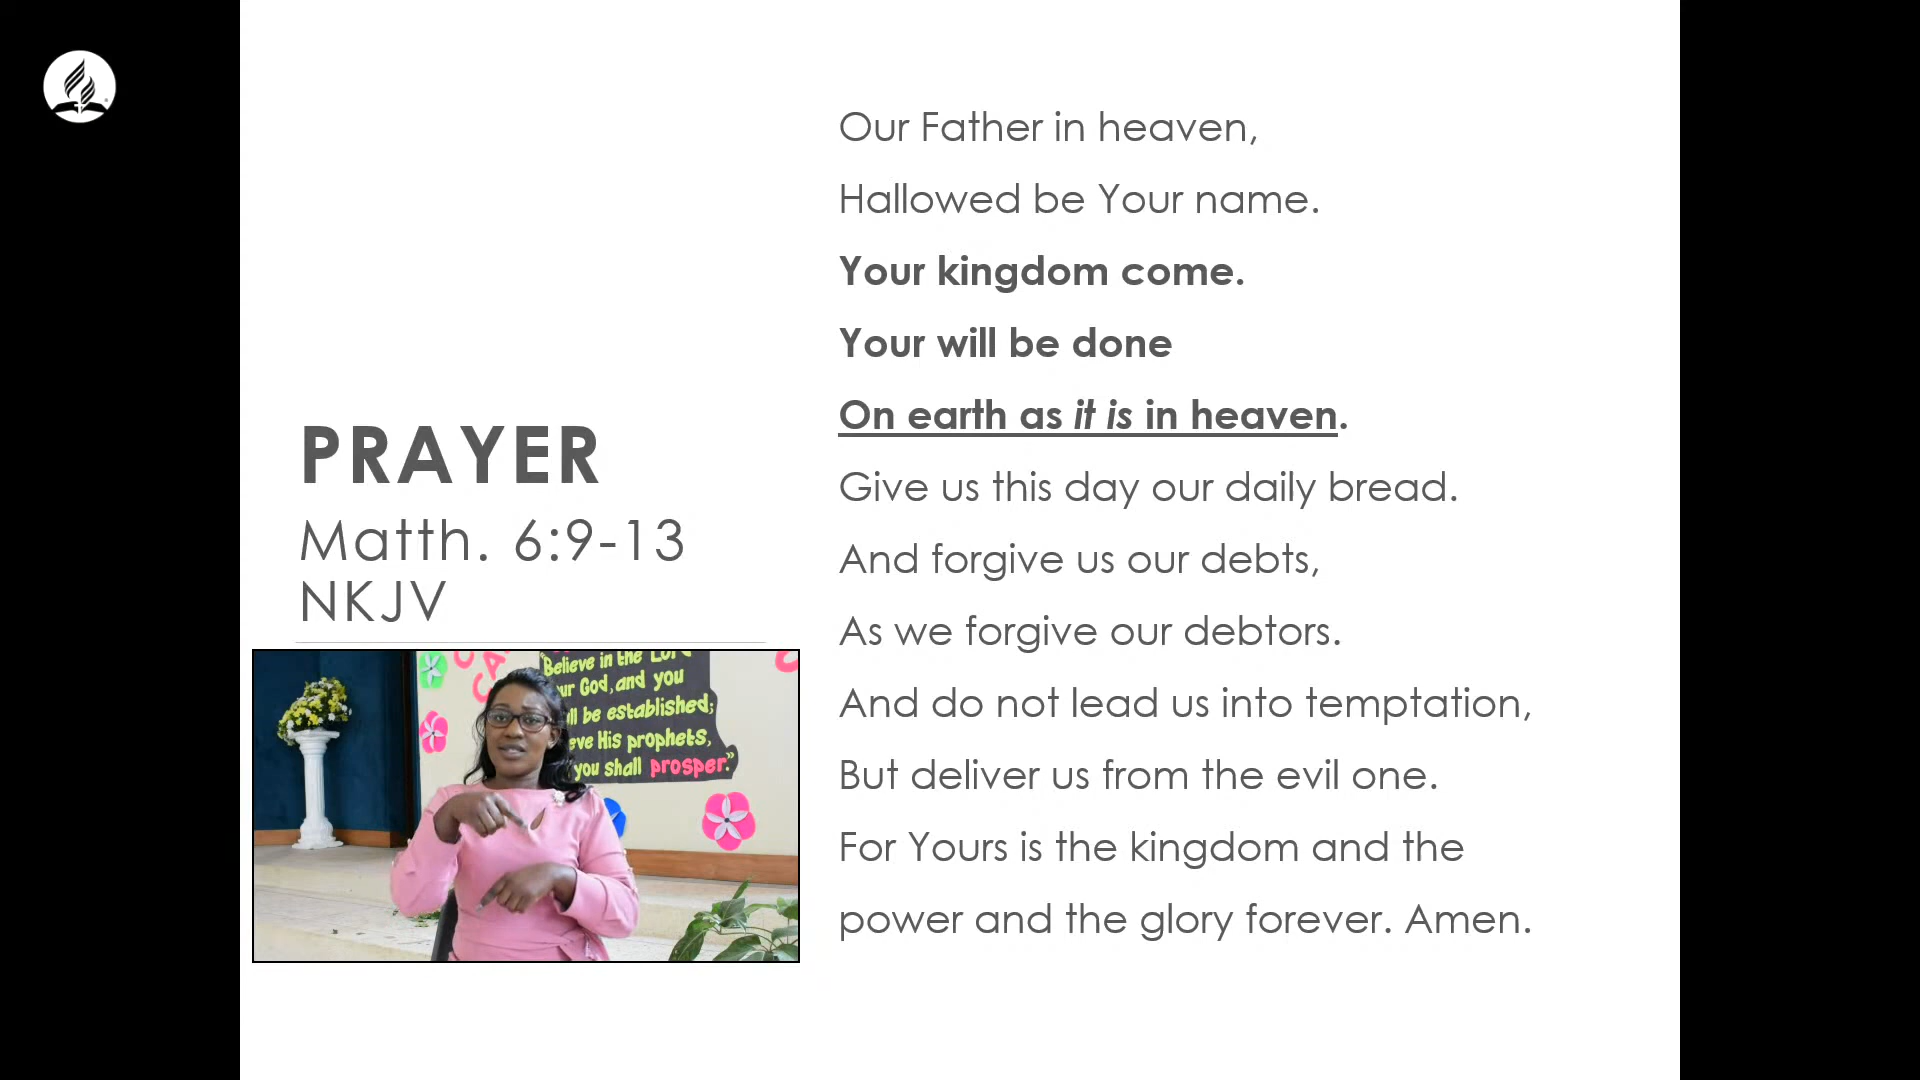 PRAYER
Matth. 6:9-13
NKJV
Our Father in heaven,
Hallowed be Your name.
Your kingdom come.
Your will be done
On earth as it is in heaven.
Give us this day our daily bread.
And forgive us our debts,
As we forgive our debtors.
And do not lead us into temptation,
But deliver us from the evil one.
For Yours is the kingdom and the
power and the glory forever. Amen.
"Believe in the Lord
God, and you
be established;
His prophets,
you shall prosper."